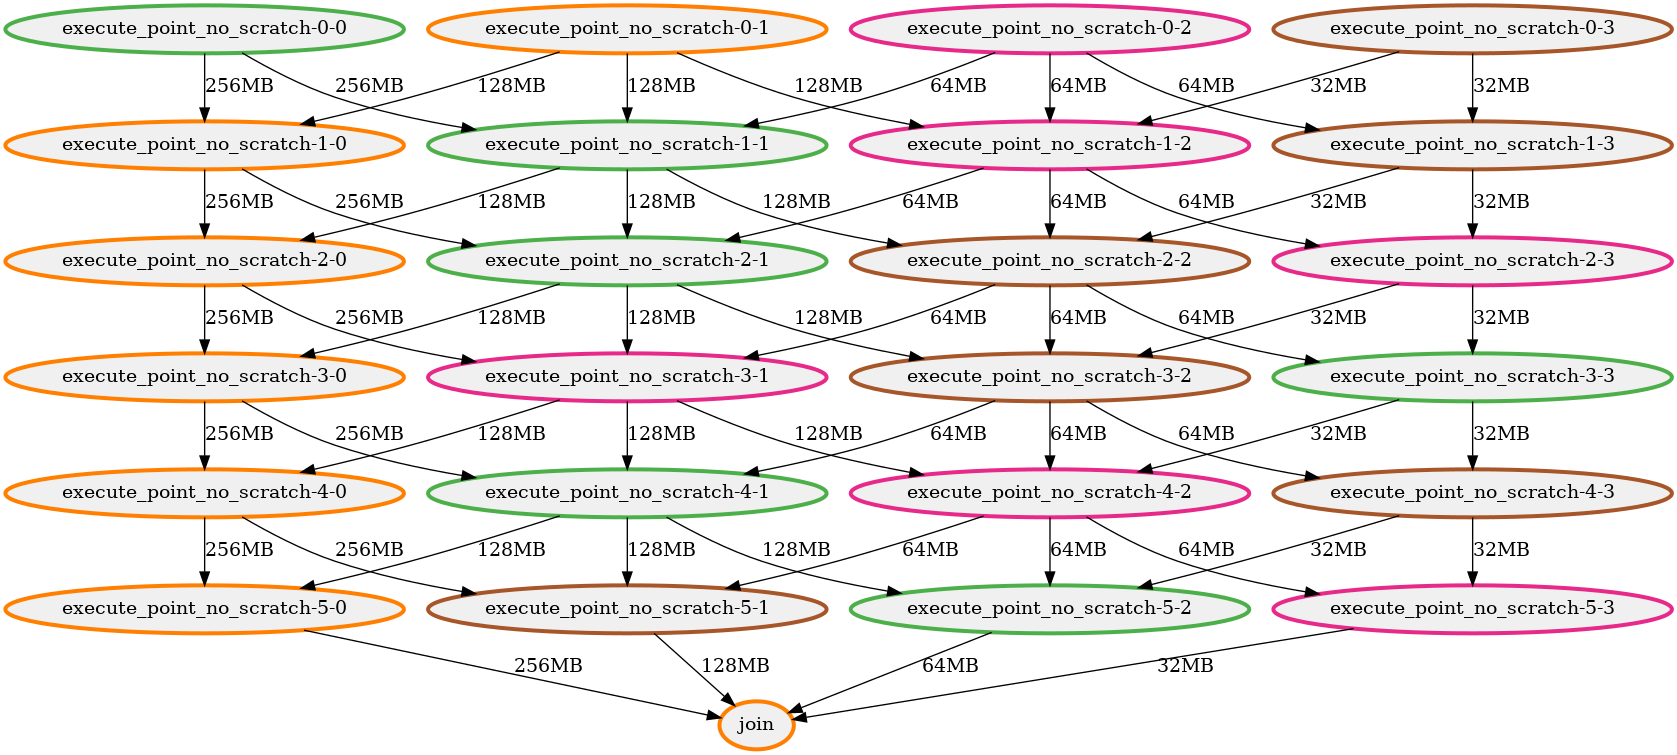 execute_point_no_scratch-0-0 execute_point_no_scratch-0-1 execute_point_no_scratch-0-2 execute_point_no_scratch-0-3
256MB 256MB 128MB 128MB 128MB 64MB 64MB 64MB 32MB 32MB
execute_point_no_scratch-1-0 execute_point_no_scratch-1-1 execute_point_no_scratch-1-2 execute_point_no_scratch-1-3
256MB 256MB 128MB 128MB 128MB 64MB 64MB 64MB 32MB 32MB
execute_point_no_scratch-2-0 execute_point_no_scratch-2-1 execute_point_no_scratch-2-2 execute_point_no_scratch-2-3
256MB 256MB 128MB 128MB 128MB 64MB 64MB 64MB 32MB 32MB
execute_point_no_scratch-3-0 execute_point_no_scratch-3-1 execute_point_no_scratch-3-2 execute_point_no_scratch-3-3
256MB 256MB 128MB 128MB 128MB 64MB 64MB 64MB 32MB 32MB
execute_point_no_scratch-4-0 execute_point_no_scratch-4-1 execute_point_no_scratch-4-2 execute_point_no_scratch-4-3
256MB 256MB 128MB 128MB 128MB 64MB 64MB 64MB 32MB 32MB
execute_point_no_scratch-5-0 execute_point_no_scratch-5-1 execute_point_no_scratch-5-2 execute_point_no_scratch-5-3
256MB 128MB 64MB 32MB
join